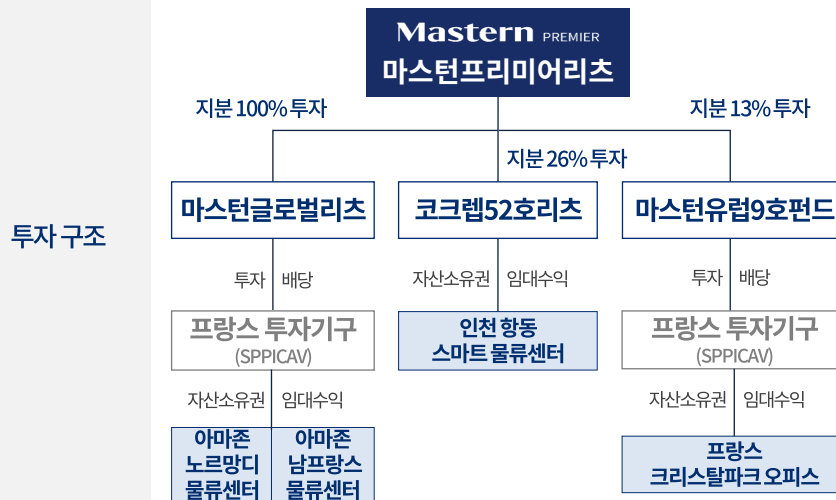 Mastern PREMIER
마스턴프리미어리츠
지분 100% 투자
지분 13% 투자
지분 26% 투자
투자 구조
마스턴글로벌리츠
코크렙52호리츠
마스턴유럽9호펀드
투자 배당
자산소유권 임대수익
투자 배당
프랑스 투자기구
(SPPICAV)
인천 항동
스마트 물류센터
프랑스 투자기구
(SPPICAV)
자산소유권 임대수익
자산소유권 임대수익
아마존
노르망디
물류센터
아마존
남프랑스
물류센터
프랑스
크리스탈파크 오피스